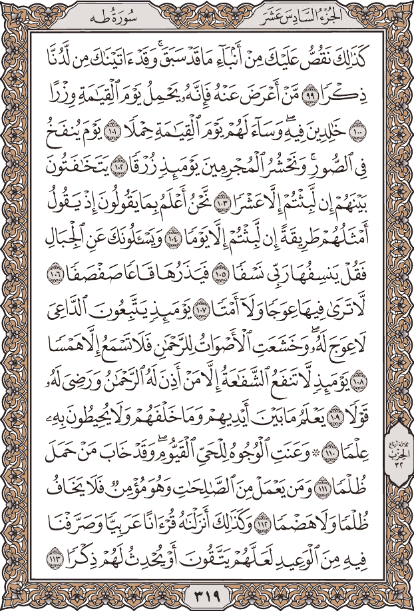 الجزء السادس عشر
سورة طه
كَذَٰلِكَ نَقُصُّ عَلَيْكَ مِنْ أَنۢبَآءِ مَا قَدْ سَبَقَۚ وَقَدْ ءَاتَيْنَٰكَ مِن لَّدُنَّا
ذِكْرًا ٩٩ مَّنْ أَعْرَضَ عَنْهُ فَإِنَّهُۥ يَحْمِلُ يَوْمَ ٱلْقِيَٰمَةِ وِزْرًا
١٠٠ خَٰلِدِينَ فِيهِۖ وَسَآءَ لَهُمْ يَوْمَ ٱلْقِيَٰمَةِ حِمْلًا ١٠١ يَوْمَ يُنفَخُ
فِى ٱلصُّورِۚ وَنَحْشُرُ ٱلْمُجْرِمِينَ يَوْمَئِذٍ زُرْقًا ١٠٢ يَتَخَٰفَتُونَ
بَيْنَهُمْ إِن لَّبِثْتُمْ إِلَّا عَشْرًا ١٠٣ نَّحْنُ أَعْلَمُ بِمَا يَقُولُونَ إِذْ يَقُولُ
أَمْثَلُهُمْ طَرِيقَةً إِن لَّبِثْتُمْ إِلَّا يَوْمًا ١٠٤ وَيَسْـَٔلُونَكَ عَنِ ٱلْجِبَالِ
فَقُلْ يَنسِفُهَا رَبِّى نَسْفًا ١٠٥ فَيَذَرُهَا قَاعًا صَفْصَفًا ١٠٦
لَّا تَرَىٰ فِيهَا عِوَجًا وَلَآ أَمْتًا ١٠٧ يَوْمَئِذٍ يَتَّبِعُونَ ٱلدَّاعِىَ
لَا عِوَجَ لَهُۥۖ وَخَشَعَتِ ٱلْأَصْوَاتُ لِلرَّحْمَٰنِ فَلَا تَسْمَعُ إِلَّا هَمْسًا
١٠٨ يَوْمَئِذٍ لَّا تَنفَعُ ٱلشَّفَٰعَةُ إِلَّا مَنْ أَذِنَ لَهُ ٱلرَّحْمَٰنُ وَرَضِىَ لَهُۥ
قَوْلًا ١٠٩ يَعْلَمُ مَا بَيْنَ أَيْدِيهِمْ وَمَا خَلْفَهُمْ وَلَا يُحِيطُونَ بِهِۦ
عِلْمًا ١١٠ ۞ وَعَنَتِ ٱلْوُجُوهُ لِلْحَىِّ ٱلْقَيُّومِۖ وَقَدْ خَابَ مَنْ حَمَلَ
ظُلْمًا ١١١ وَمَن يَعْمَلْ مِنَ ٱلصَّٰلِحَٰتِ وَهُوَ مُؤْمِنٌ فَلَا يَخَافُ
ظُلْمًا وَلَا هَضْمًا ١١٢ وَكَذَٰلِكَ أَنزَلْنَٰهُ قُرْءَانًا عَرَبِيًّا وَصَرَّفْنَا
فِيهِ مِنَ ٱلْوَعِيدِ لَعَلَّهُمْ يَتَّقُونَ أَوْ يُحْدِثُ لَهُمْ ذِكْرًا ١١٣
الحزب
٣٢
٣١٩